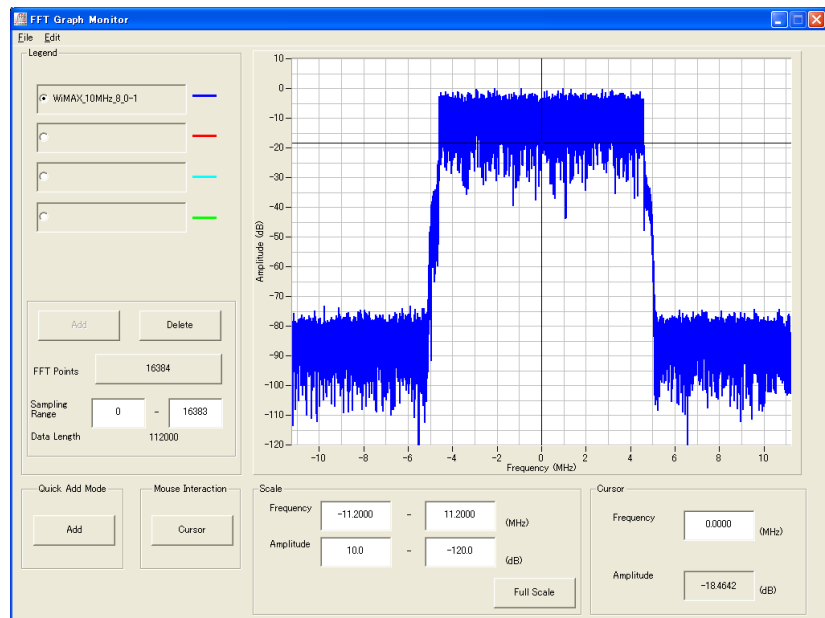 FFT Graph Monitor
File Edit
Legend
WiMAX_10MHz_8_0-1
Add Delete
FFT Points 16384
Sampling Range 0 - 16383
Data Length 112000
10
0
-10
-20
-30
-40
-50
-60
-70
-80
-90
-100
-110
-120
Amplitude (dB)
-10 -8 -6 -4 -2 0 2 4 6 8 10
Frequency (MHz)
Quick Add Mode
Add
Mouse Interaction
Cursor
Scale
Frequency -11.2000 - 11.2000 (MHz)
Amplitude 10.0 - -120.0 (dB)
Full Scale
Cursor
Frequency 0.0000 (MHz)
Amplitude -18.4642 (dB)